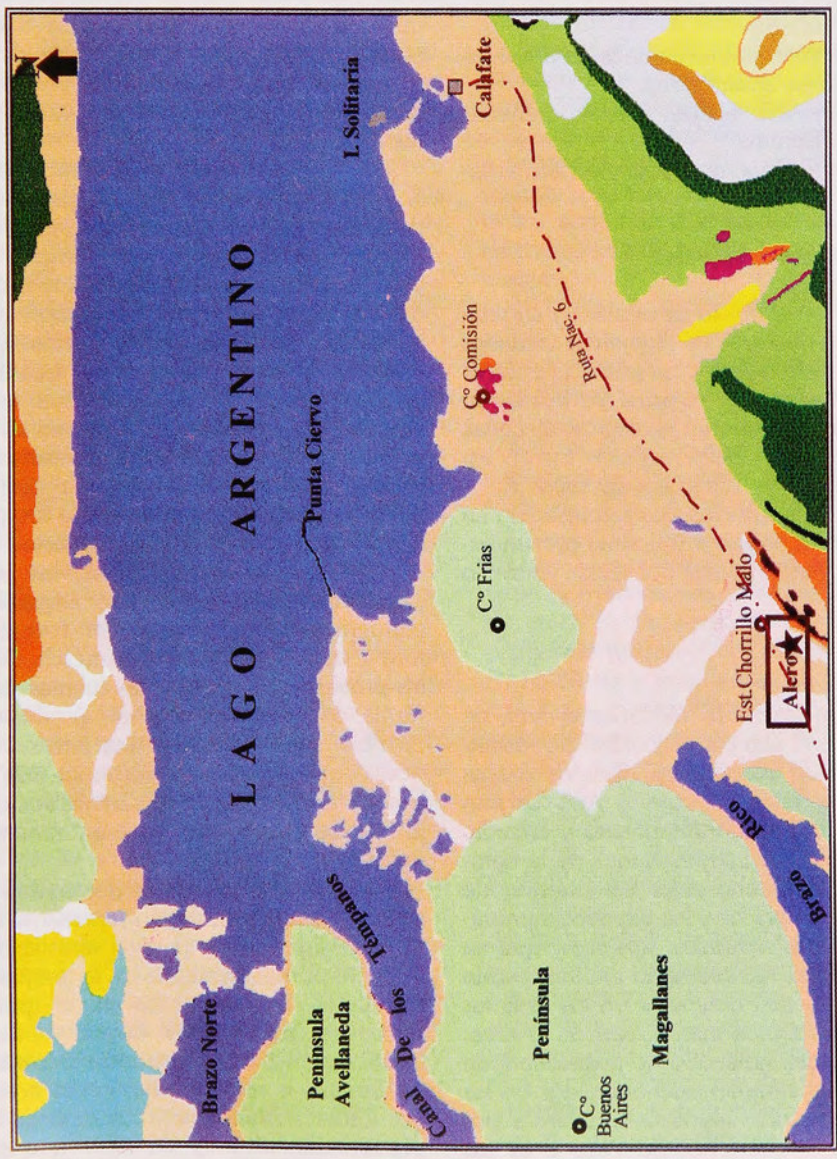 N
I. Solitaria
Calafate
LAGO ARGENTINO
Punta Ciervo
Cº Comisión
Ruta Nac. 6
Cº Frias
Est.Chorrillo Malo
Alero
Brazo Norte
Península
Avellaneda
Canal De los Témpanos
Península
Magallanes
Cº
Buenos
Aires
Brazo Rico